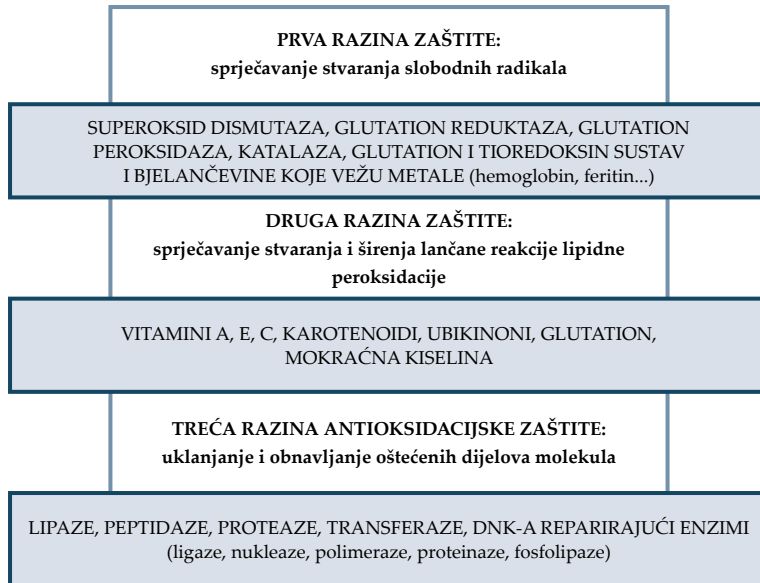 PRVA RAZINA ZAŠTITE:
sprječavanje stvaranja slobodnih radikala
SUPEROKSID DISMUTAZA, GLUTATION REDUKTAZA, GLUTATION
PEROKSIDAZA, KATALAZA, GLUTATION I TIOREDOKSIN SUSTAV
I BJELANČEVINE KOJE VEŽU METALE (hemoglobin, feritin...)
DRUGA RAZINA ZAŠTITE:
sprječavanje stvaranja i širenja lančane reakcije lipidne
peroksidacije
VITAMINI A, E, C, KAROTENOIDI, UBIKINONI, GLUTATION,
MOKRAĆNA KISELINA
TREĆA RAZINA ANTIOKSIDACIJSKE ZAŠTITE:
uklanjanje i obnavljanje oštećenih dijelova molekula
LIPAZE, PEPTIDAZE, PROTEAZE, TRANSFERAZE, DNK-A REPARIRAJUĆI ENZIMI
(ligaze, nukleaze, polimeraze, proteinaze, fosfolipaze)